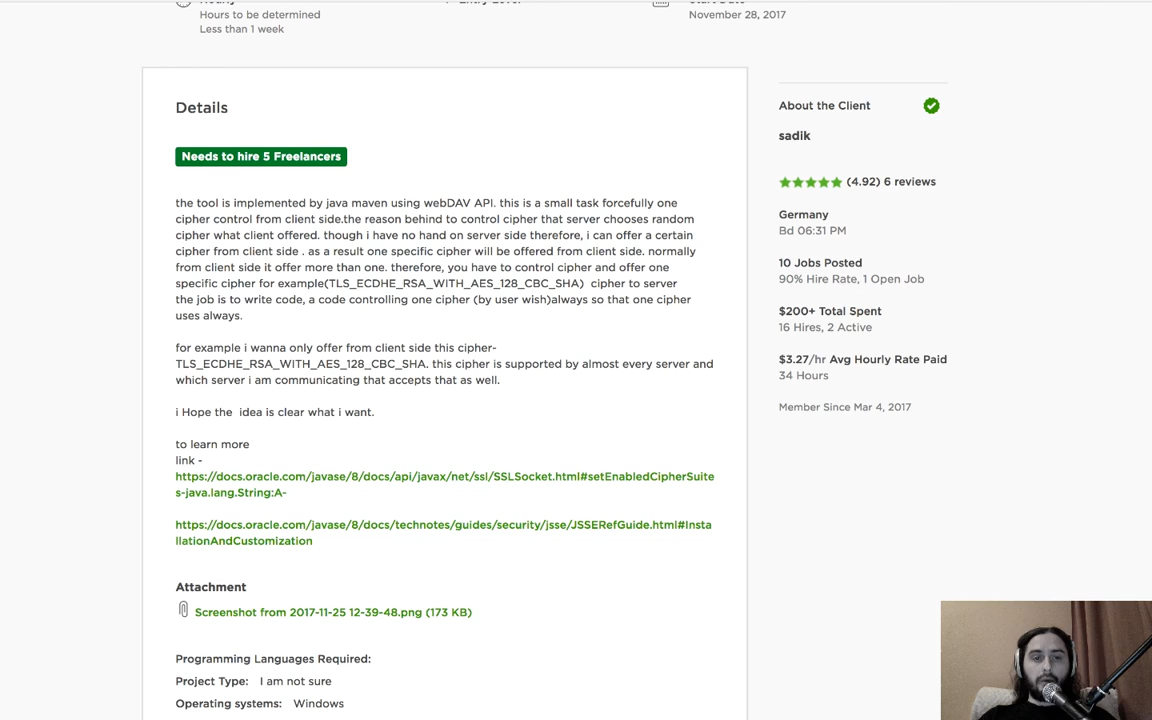 Hours to be determined
Less than 1 week
November 28, 2017
Details
Needs to hire 5 Freelancers
the tool is implemented by java maven using webDAV API. this is a small task forcefully one
cipher control from client side.the reason behind to control cipher that server chooses random
cipher what client offered. though i have no hand on server side therefore, i can offer a certain
cipher from client side . as a result one specific cipher will be offered from client side. normally
from client side it offer more than one. therefore, you have to control cipher and offer one
specific cipher for example(TLS_ECDHE_RSA_WITH_AES_128_CBC_SHA) cipher to server
the job is to write code, a code controlling one cipher (by user wish)always so that one cipher
uses always.
for example i wanna only offer from client side this cipher-
TLS_ECDHE_RSA_WITH_AES_128_CBC_SHA. this cipher is supported by almost every server and
which server i am communicating that accepts that as well.
i Hope the idea is clear what i want.
to learn more
link -
https://docs.oracle.com/javase/8/docs/api/javax/net/ssl/SSLSocket.html#setEnabledCipherSuite
s-java.lang.String:A-
https://docs.oracle.com/javase/8/docs/technotes/guides/security/jsse/JSSERefGuide.html#Insta
llationAndCustomization
Attachment
Screenshot from 2017-11-25 12-39-48.png (173 KB)
Programming Languages Required:
Project Type: I am not sure
Operating systems: Windows
About the Client
sadik
(4.92) 6 reviews
Germany
Bd 06:31 PM
10 Jobs Posted
90% Hire Rate, 1 Open Job
$200+ Total Spent
16 Hires, 2 Active
$3.27/hr Avg Hourly Rate Paid
34 Hours
Member Since Mar 4, 2017